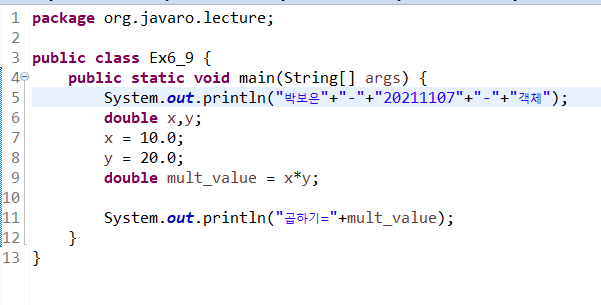 1 package org.javaro.lecture;
2
3 public class Ex6_9 {
4 public static void main(String[] args) {
5 System.out.println("박보은"+"-"+"20211107"+"-"+"객체");
6 double x,y;
7 x = 10.0;
8 y = 20.0;
9 double mult_value = x*y;
10
11 System.out.println("곱하기="+mult_value);
12 }
13 }